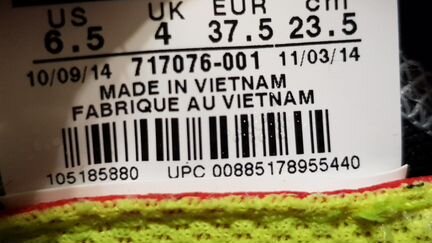 US UK EUR cm
6.5 4 37.5 23.5
10/09/14 717076-001 11/03/14
MADE IN VIETNAM
FABRIQUE AU VIETNAM
105185880 UPC 00885178955440